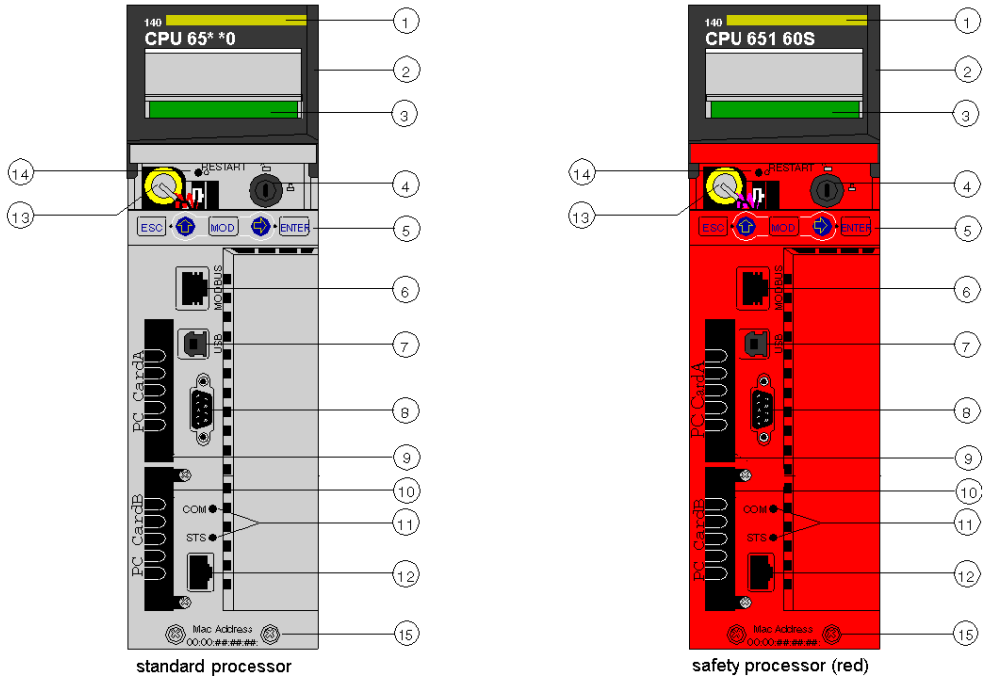 140
CPU 65* *0
1
2
3
RESTART
14
4
13
ESC
MOD
ENTER
5
MODBUS
6
USB
7
PC CardA
8
9
PC CardB
10
COM
11
STS
12
Mac Address
00:00:##:##:##:
15
standard processor
140
CPU 651 60S
1
2
3
RESTART
14
4
13
ESC
MOD
ENTER
5
MODBUS
6
USB
7
PC CardA
8
9
PC CardB
10
COM
11
STS
12
Mac Address
00:00:##:##:##:
15
safety processor (red)